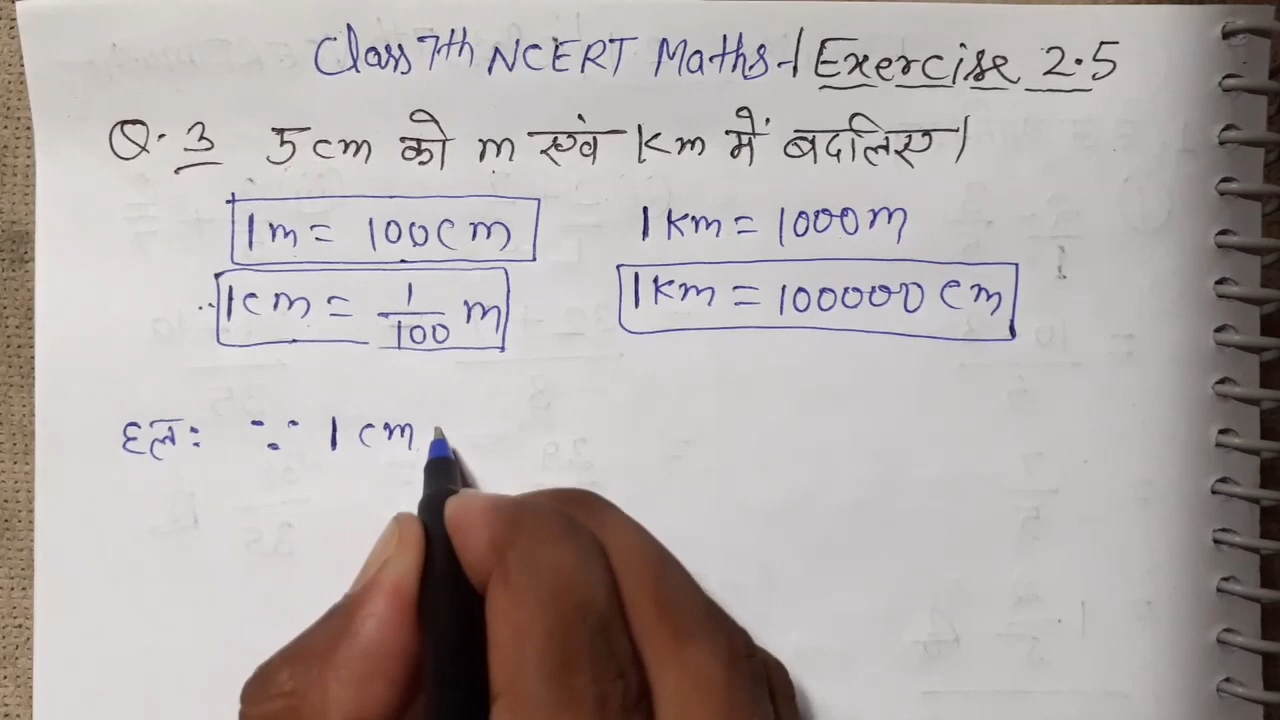 Class 7th NCERT Maths - Exercise 2.5
Q. 3 5 cm को m एवं km में बदलिए।
1 m = 100 cm
1 km = 1000 m
1 cm = 1/100 m
1 km = 100000 cm
हलः ∵ 1 cm